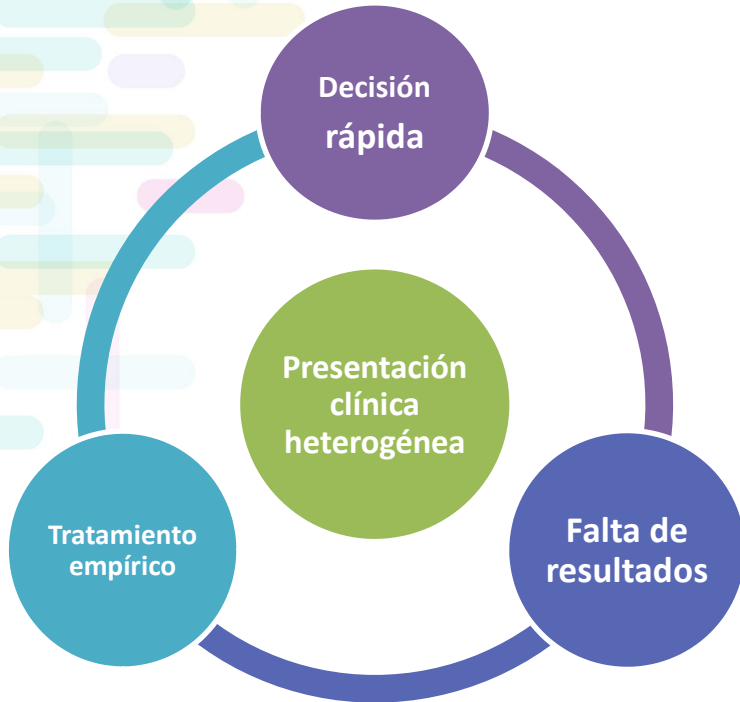 Decisión
rápida
Presentación
clínica
heterogénea
Tratamiento
empírico
Falta de
resultados